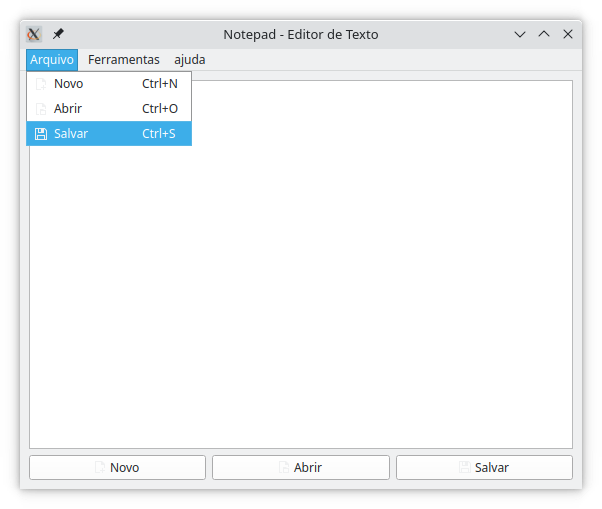 Notepad - Editor de Texto
Arquivo Ferramentas ajuda
Novo Ctrl+N
Abrir Ctrl+O
Salvar Ctrl+S
Novo Abrir Salvar